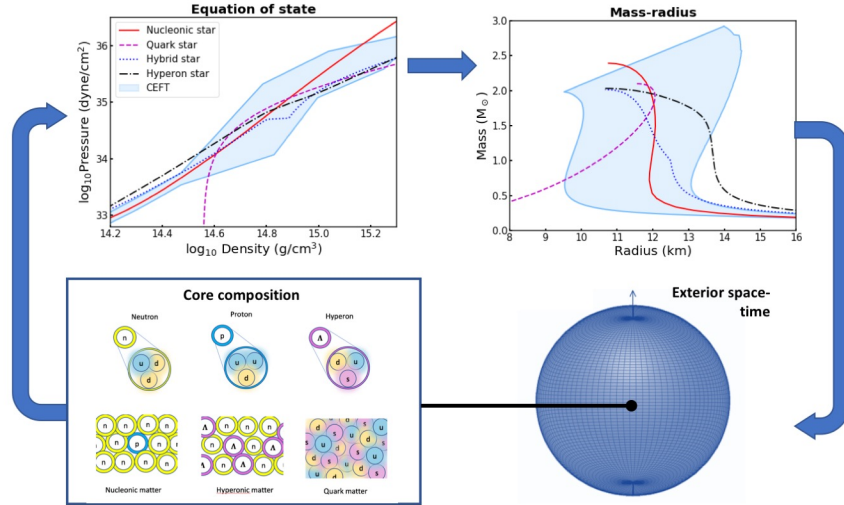 Equation of state
Nucleonic star
Quark star
Hybrid star
Hyperon star
CEFT
log₁₀Pressure (dyne/cm²)
36
35
34
33
14.2 14.4 14.6 14.8 15.0 15.2
log₁₀ Density (g/cm³)
Mass-radius
Mass (M⊙)
3.0
2.5
2.0
1.5
1.0
0.5
0.0
8 9 10 11 12 13 14 15 16
Radius (km)
Core composition
Neutron
Proton
Hyperon
n
p
Λ
u d
d
u u
d
d u
s
n n n n
n p n n
n n n n
Λ n n Λ
n Λ n Λ
n Λ n n
Nucleonic matter
Hyperonic matter
Quark matter
Exterior space-
time